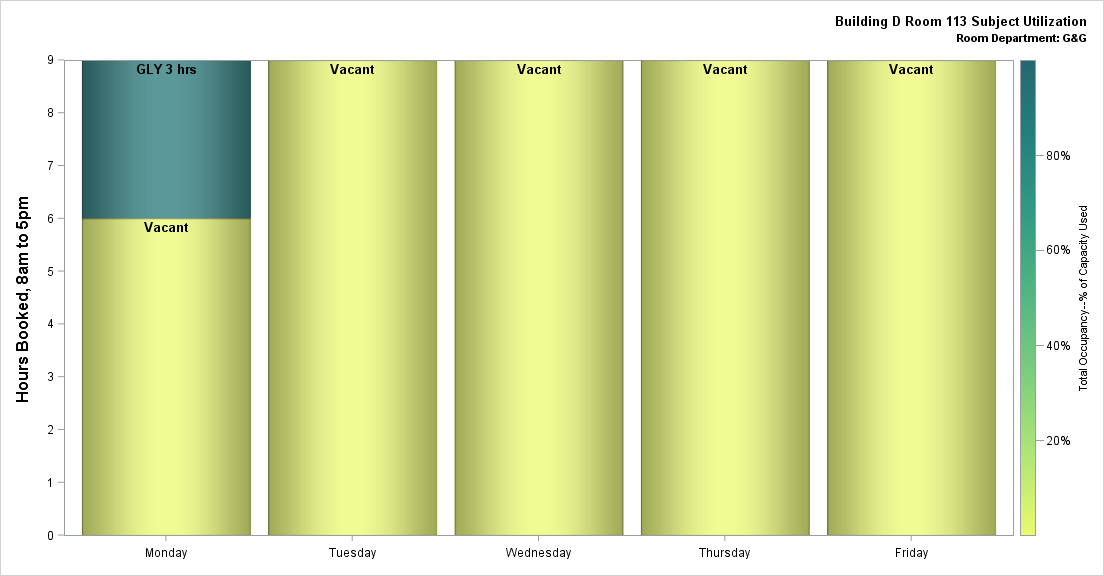 Building D Room 113 Subject Utilization
Room Department: G&G
Hours Booked, 8am to 5pm
9
8
7
6
5
4
3
2
1
0
GLY 3 hrs
Vacant
Vacant
Vacant
Vacant
Vacant
Monday
Tuesday
Wednesday
Thursday
Friday
80%
60%
40%
20%
Total Occupancy--% of Capacity Used